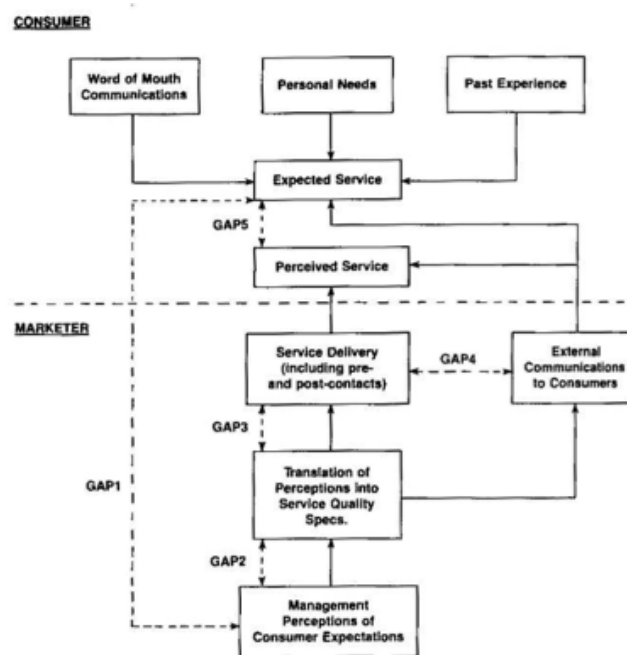 CONSUMER
Word of Mouth
Communications
Personal Needs
Past Experience
Expected Service
GAP5
Perceived Service
MARKETER
Service Delivery
(including pre-
and post-contacts)
GAP4
External
Communications
to Consumers
GAP3
GAP1
Translation of
Perceptions into
Service Quality
Specs.
GAP2
Management
Perceptions of
Consumer Expectations